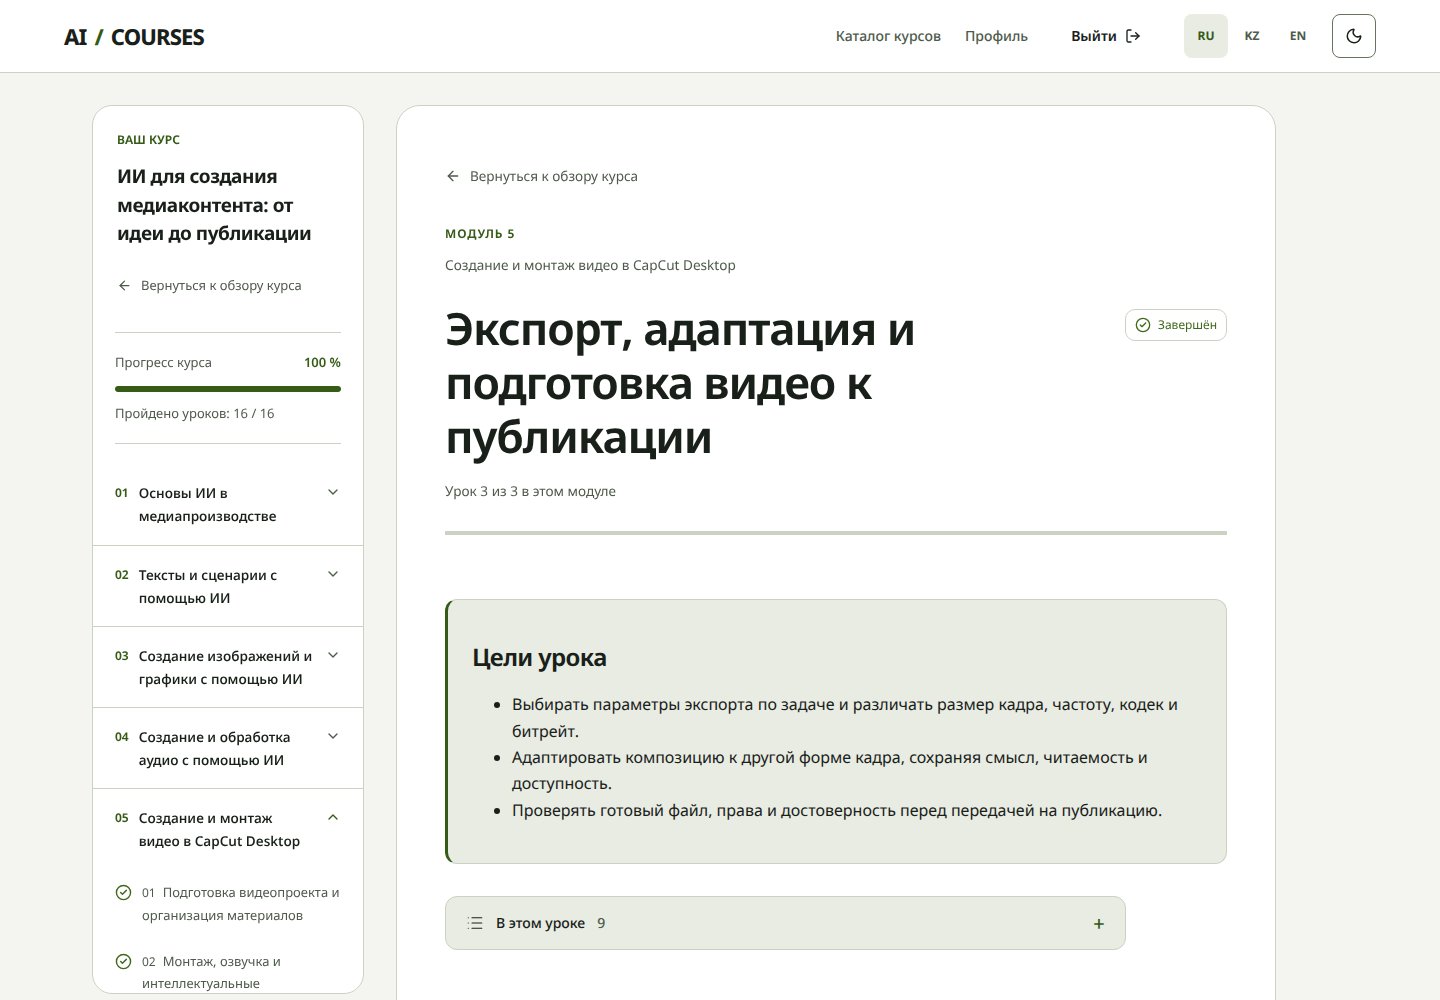 AI / COURSES
Каталог курсов
Профиль
Выйти
RU
KZ
EN
ВАШ КУРС
ИИ для создания
медиаконтента: от
идеи до публикации
Вернуться к обзору курса
Прогресс курса
100 %
Пройдено уроков: 16 / 16
01 Основы ИИ в
медиапроизводстве
02 Тексты и сценарии с
помощью ИИ
03 Создание изображений и
графики с помощью ИИ
04 Создание и обработка
аудио с помощью ИИ
05 Создание и монтаж
видео в CapCut Desktop
01 Подготовка видеопроекта и
организация материалов
02 Монтаж, озвучка и
интеллектуальные
Вернуться к обзору курса
МОДУЛЬ 5
Создание и монтаж видео в CapCut Desktop
Экспорт, адаптация и
подготовка видео к
публикации
Завершён
Урок 3 из 3 в этом модуле
Цели урока
• Выбирать параметры экспорта по задаче и различать размер кадра, частоту, кодек и
битрейт.
• Адаптировать композицию к другой форме кадра, сохраняя смысл, читаемость и
доступность.
• Проверять готовый файл, права и достоверность перед передачей на публикацию.
В этом уроке 9
+